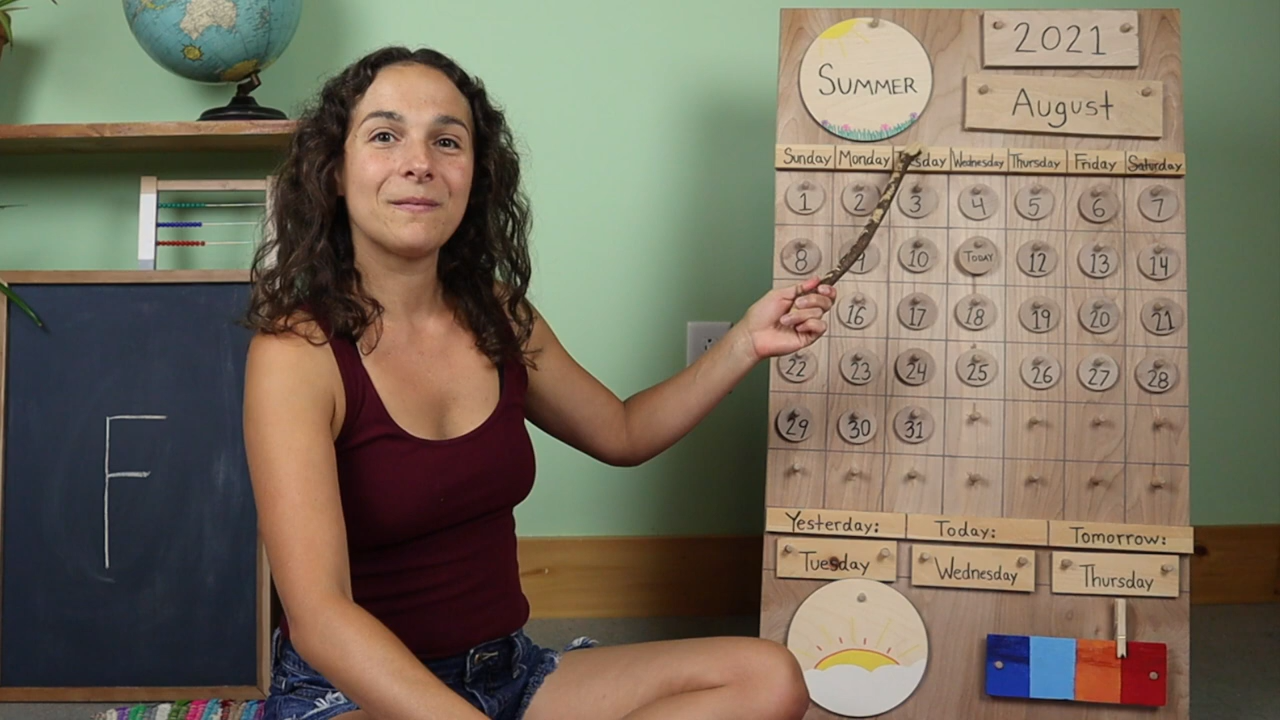 F
SUMMER
2021
August
Sunday Monday Tuesday Wednesday Thursday Friday Saturday
1 2 3 4 5 6 7
8 9 10 TODAY 12 13 14
16 17 18 19 20 21
22 23 24 25 26 27 28
29 30 31
Yesterday: Today: Tomorrow:
Tuesday Wednesday Thursday